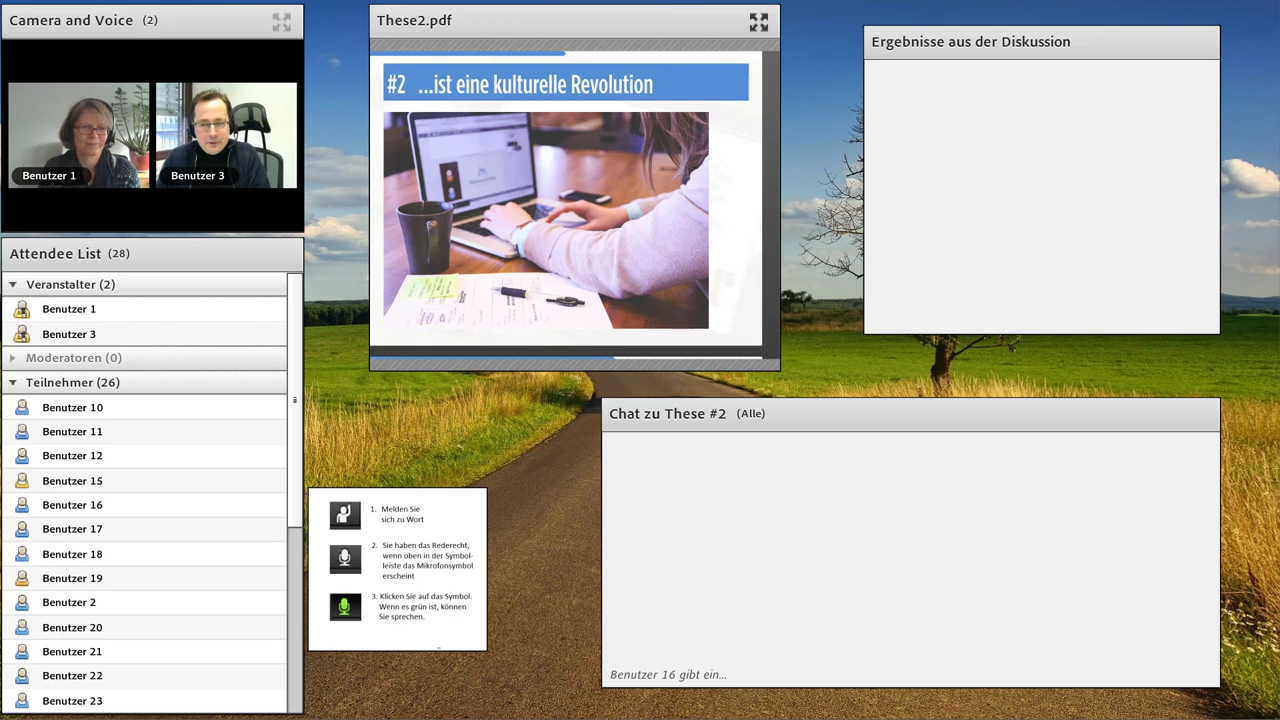 Camera and Voice (2)
Benutzer 1
Benutzer 3
Attendee List (28)
Veranstalter (2)
Benutzer 1
Benutzer 3
Moderatoren (0)
Teilnehmer (26)
Benutzer 10
Benutzer 11
Benutzer 12
Benutzer 15
Benutzer 16
Benutzer 17
Benutzer 18
Benutzer 19
Benutzer 2
Benutzer 20
Benutzer 21
Benutzer 22
Benutzer 23
These2.pdf
#2 ...ist eine kulturelle Revolution
1. Melden Sie
sich zu Wort
2. Sie haben das Rederecht,
wenn oben in der Symbol-
leiste das Mikrofonsymbol
erscheint
3. Klicken Sie auf das Symbol.
Wenn es grün ist, können
Sie sprechen.
Ergebnisse aus der Diskussion
Chat zu These #2 (Alle)
Benutzer 16 gibt ein...